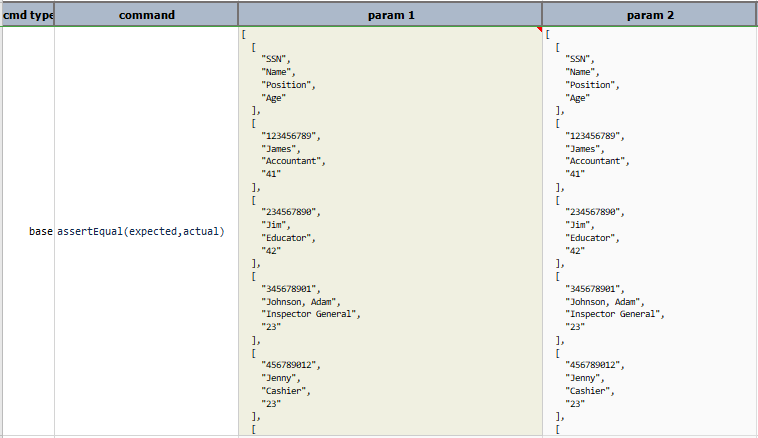 cmd type command param 1 param 2
[
[
"SSN",
"Name",
"Position",
"Age"
],
[
"123456789",
"James",
"Accountant",
"41"
],
[
"234567890",
"Jim",
"Educator",
"42"
],
[
"345678901",
"Johnson, Adam",
"Inspector General",
"23"
],
[
"456789012",
"Jenny",
"Cashier",
"23"
],
[
[
[
"SSN",
"Name",
"Position",
"Age"
],
[
"123456789",
"James",
"Accountant",
"41"
],
[
"234567890",
"Jim",
"Educator",
"42"
],
[
"345678901",
"Johnson, Adam",
"Inspector General",
"23"
],
[
"456789012",
"Jenny",
"Cashier",
"23"
],
[
base assertEqual(expected,actual)